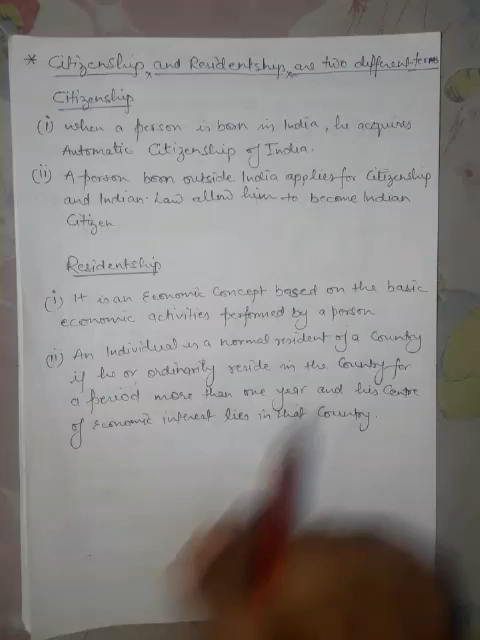 * Citizenship, and Residentship, are two different terms
Citizenship
(i) when a person is born in India, he acquires
Automatic Citizenship of India.
(ii) A person born outside India applies for Citizenship
and Indian Law allow him to become Indian
Citizen
Residentship
(i) It is an Economic Concept based on the basic
economic activities performed by a person
(ii) An Individual is a normal resident of a Country
if he or ordinarily reside in the Country for
a period more than one year and his Centre
of Economic interest lies in that Country.